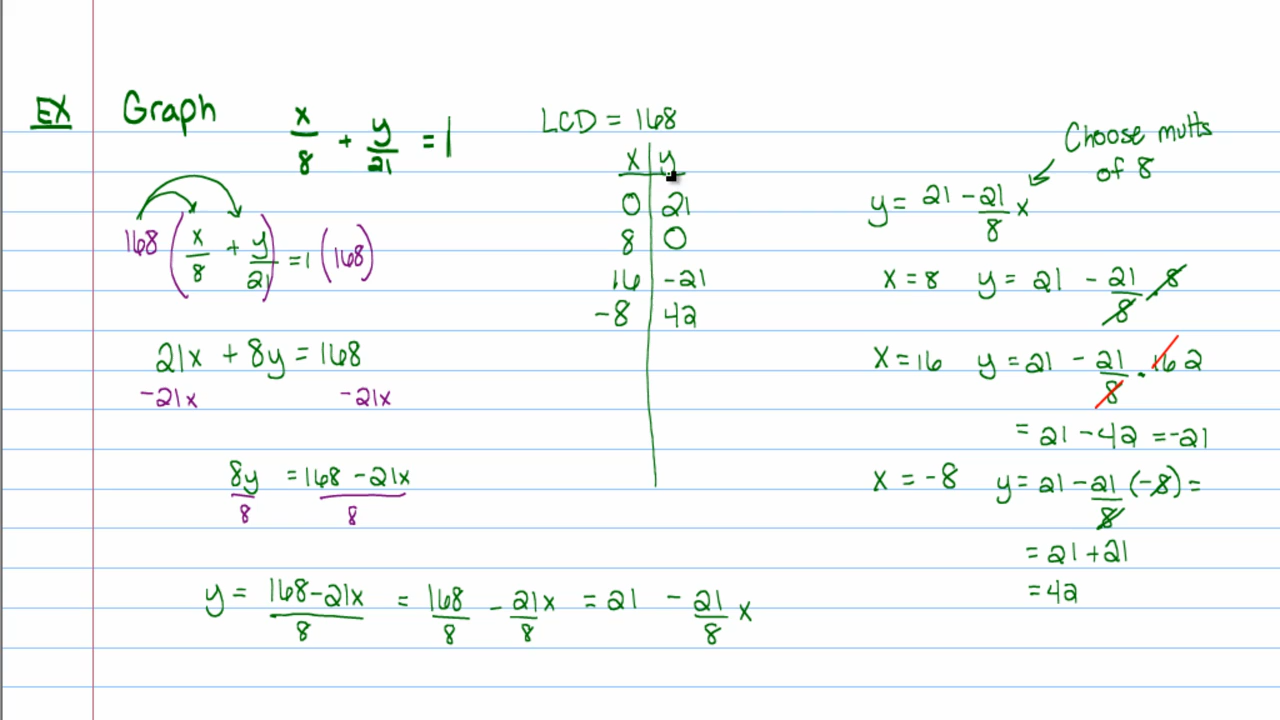 EX Graph x/8 + y/21 = 1
168 (x/8 + y/21) = 1 (168)
21x + 8y = 168
-21x -21x
8y = 168 - 21x
8 8
y = 168-21x/8 = 168/8 - 21x/8 = 21 - 21/8 x
LCD = 168
x y
0 21
8 0
16 -21
-8 42
Choose mults
of 8
y = 21 - 21/8 x
x = 8 y = 21 - 21/8 · 8
x = 16 y = 21 - 21/8 · 16 2
= 21 - 42 = -21
x = -8 y = 21 - 21/8 (-8) =
= 21 + 21
= 42